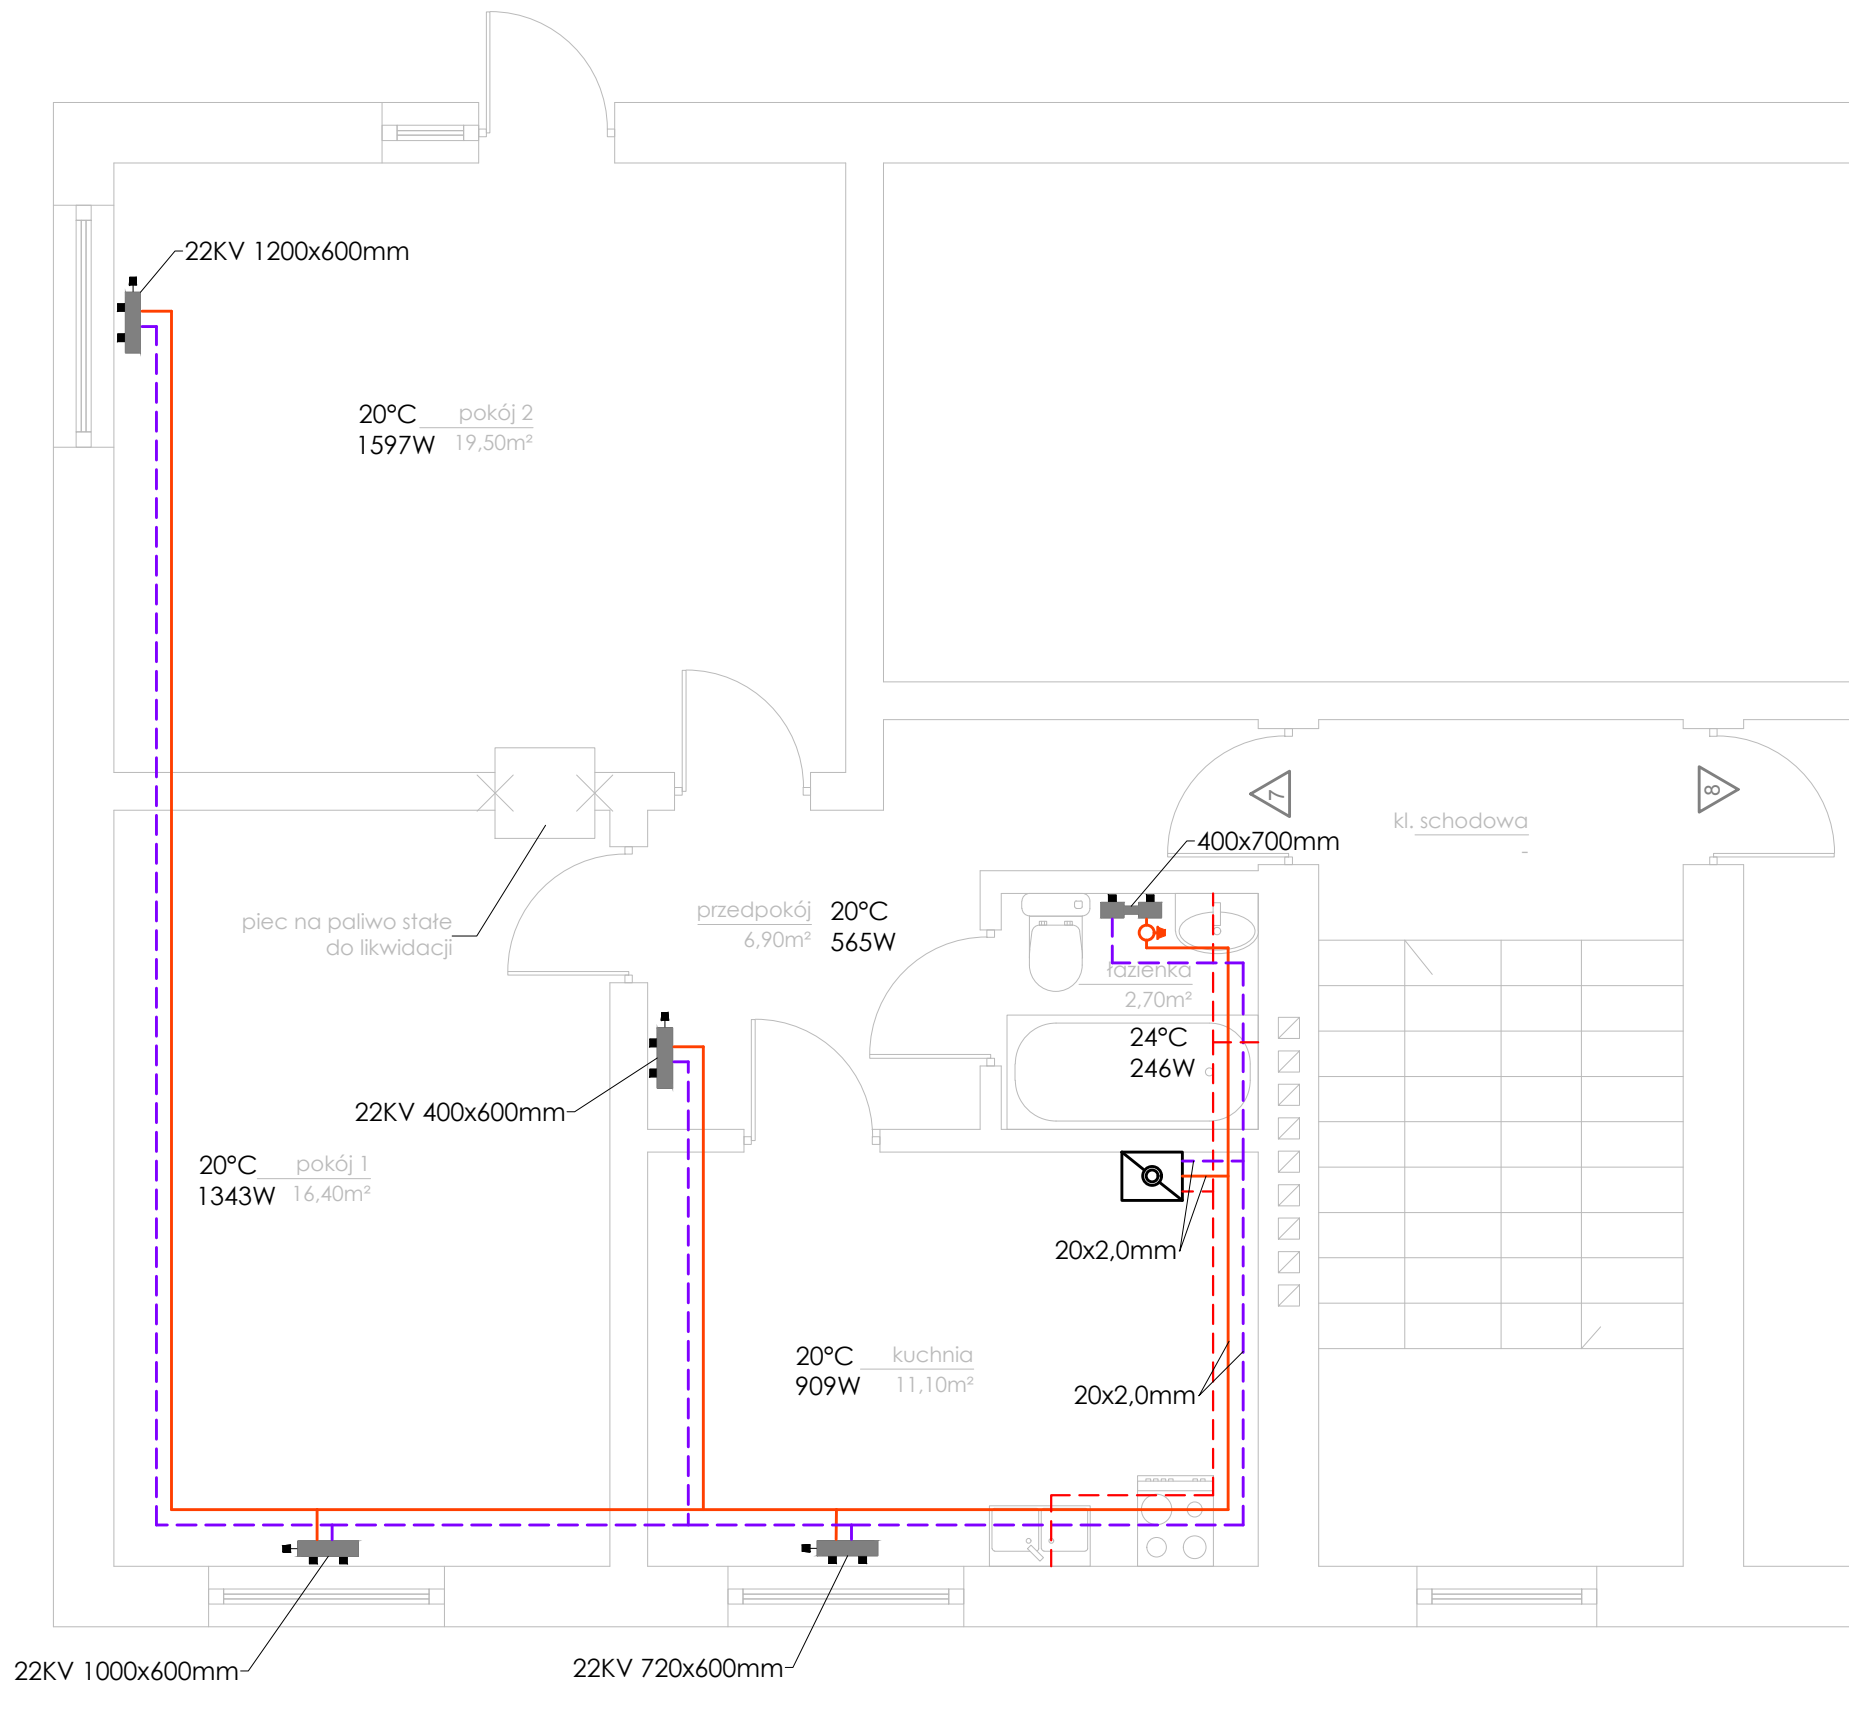 22KV 1200x600mm
20°C
1597W
pokój 2
19,50m²
7
8
kl. schodowa
-
400x700mm
piec na paliwo stałe
do likwidacji
przedpokój
6,90m²
20°C
565W
łazienka
2,70m²
24°C
246W
22KV 400x600mm
20°C
1343W
pokój 1
16,40m²
20x2,0mm
20°C
909W
kuchnia
11,10m²
20x2,0mm
22KV 1000x600mm
22KV 720x600mm